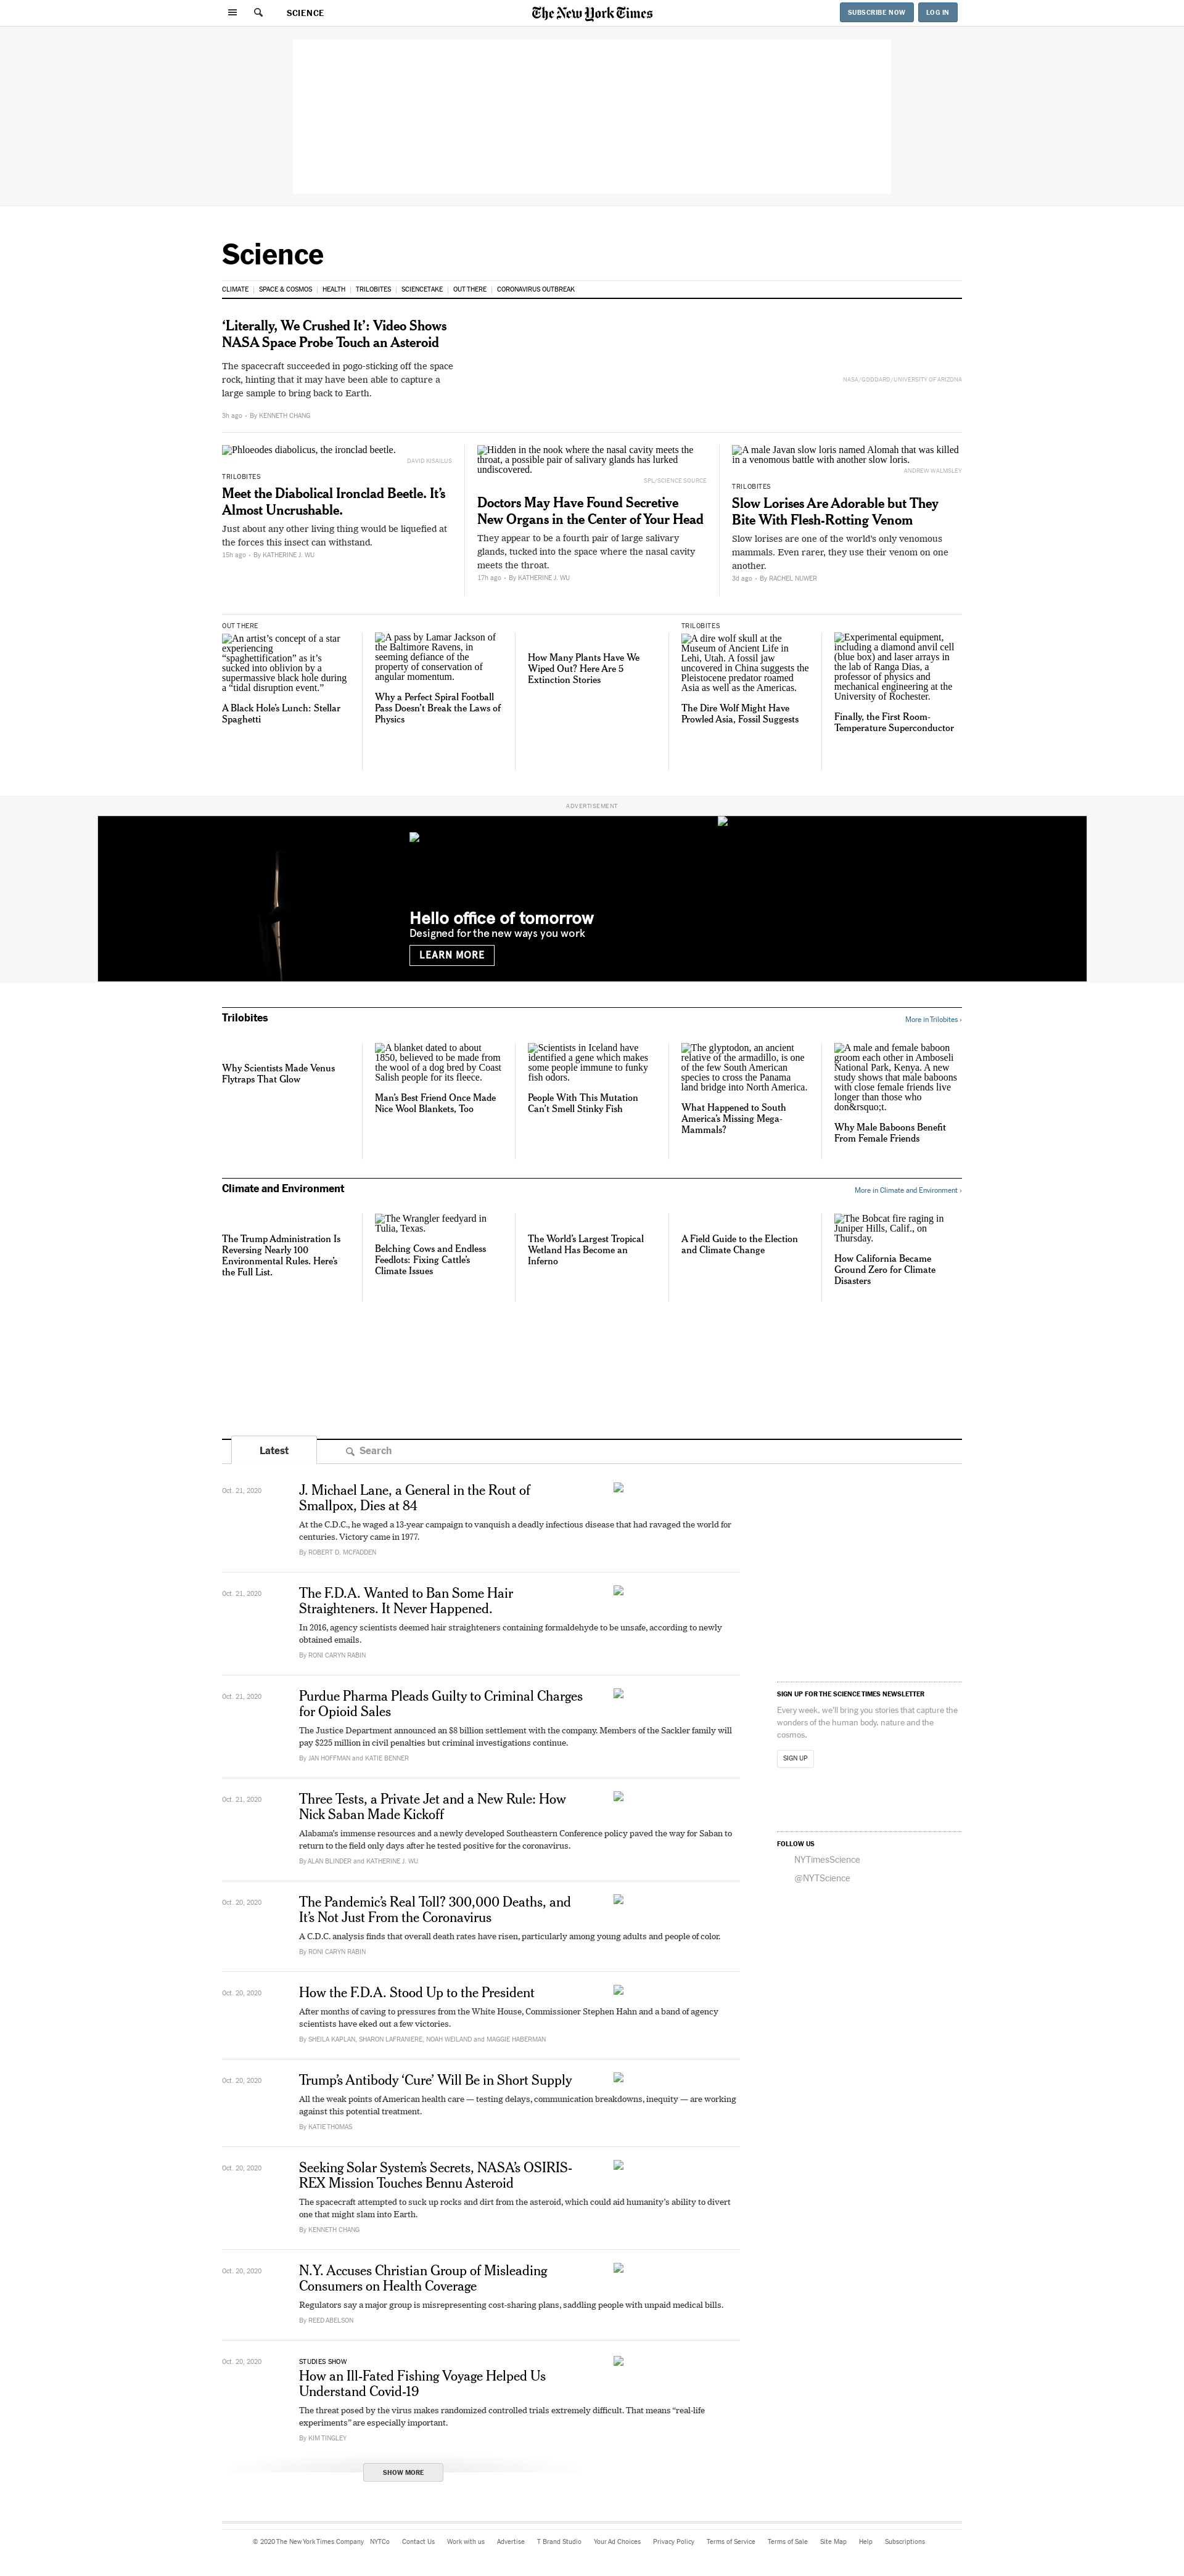 SCIENCE
The New York Times
SUBSCRIBE NOW
LOG IN
Science
CLIMATE
SPACE & COSMOS
HEALTH
TRILOBITES
SCIENCETAKE
OUT THERE
CORONAVIRUS OUTBREAK
‘Literally, We Crushed It’: Video Shows
NASA Space Probe Touch an Asteroid
The spacecraft succeeded in pogo-sticking off the space
rock, hinting that it may have been able to capture a
large sample to bring back to Earth.
3h ago • By KENNETH CHANG
NASA/GODDARD/UNIVERSITY OF ARIZONA
Phloeodes diabolicus, the ironclad beetle.
DAVID KISAILUS
TRILOBITES
Meet the Diabolical Ironclad Beetle. It’s
Almost Uncrushable.
Just about any other living thing would be liquefied at
the forces this insect can withstand.
15h ago • By KATHERINE J. WU
Hidden in the nook where the nasal cavity meets the
throat, a possible pair of salivary glands has lurked
undiscovered.
SPL/SCIENCE SOURCE
Doctors May Have Found Secretive
New Organs in the Center of Your Head
They appear to be a fourth pair of large salivary
glands, tucked into the space where the nasal cavity
meets the throat.
17h ago • By KATHERINE J. WU
A male Javan slow loris named Alomah that was killed
in a venomous battle with another slow loris.
ANDREW WALMSLEY
TRILOBITES
Slow Lorises Are Adorable but They
Bite With Flesh-Rotting Venom
Slow lorises are one of the world’s only venomous
mammals. Even rarer, they use their venom on one
another.
3d ago • By RACHEL NUWER
OUT THERE
An artist’s concept of a star
experiencing
“spaghettification” as it’s
sucked into oblivion by a
supermassive black hole during
a “tidal disruption event.”
A Black Hole’s Lunch: Stellar
Spaghetti
A pass by Lamar Jackson of
the Baltimore Ravens, in
seeming defiance of the
property of conservation of
angular momentum.
Why a Perfect Spiral Football
Pass Doesn’t Break the Laws of
Physics
How Many Plants Have We
Wiped Out? Here Are 5
Extinction Stories
TRILOBITES
A dire wolf skull at the
Museum of Ancient Life in
Lehi, Utah. A fossil jaw
uncovered in China suggests the
Pleistocene predator roamed
Asia as well as the Americas.
The Dire Wolf Might Have
Prowled Asia, Fossil Suggests
Experimental equipment,
including a diamond anvil cell
(blue box) and laser arrays in
the lab of Ranga Dias, a
professor of physics and
mechanical engineering at the
University of Rochester.
Finally, the First Room-
Temperature Superconductor
ADVERTISEMENT
Hello office of tomorrow
Designed for the new ways you work
LEARN MORE
Trilobites
More in Trilobites ›
Why Scientists Made Venus
Flytraps That Glow
A blanket dated to about
1850, believed to be made from
the wool of a dog bred by Coast
Salish people for its fleece.
Man’s Best Friend Once Made
Nice Wool Blankets, Too
Scientists in Iceland have
identified a gene which makes
some people immune to funky
fish odors.
People With This Mutation
Can’t Smell Stinky Fish
The glyptodon, an ancient
relative of the armadillo, is one
of the few South American
species to cross the Panama
land bridge into North America.
What Happened to South
America’s Missing Mega-
Mammals?
A male and female baboon
groom each other in Amboseli
National Park, Kenya. A new
study shows that male baboons
with close female friends live
longer than those who
don&rsquo;t.
Why Male Baboons Benefit
From Female Friends
Climate and Environment
More in Climate and Environment ›
The Trump Administration Is
Reversing Nearly 100
Environmental Rules. Here’s
the Full List.
The Wrangler feedyard in
Tulia, Texas.
Belching Cows and Endless
Feedlots: Fixing Cattle’s
Climate Issues
The World’s Largest Tropical
Wetland Has Become an
Inferno
A Field Guide to the Election
and Climate Change
The Bobcat fire raging in
Juniper Hills, Calif., on
Thursday.
How California Became
Ground Zero for Climate
Disasters
Latest
Search
Oct. 21, 2020
J. Michael Lane, a General in the Rout of
Smallpox, Dies at 84
At the C.D.C., he waged a 13-year campaign to vanquish a deadly infectious disease that had ravaged the world for
centuries. Victory came in 1977.
By ROBERT D. MCFADDEN
Oct. 21, 2020
The F.D.A. Wanted to Ban Some Hair
Straighteners. It Never Happened.
In 2016, agency scientists deemed hair straighteners containing formaldehyde to be unsafe, according to newly
obtained emails.
By RONI CARYN RABIN
Oct. 21, 2020
Purdue Pharma Pleads Guilty to Criminal Charges
for Opioid Sales
The Justice Department announced an $8 billion settlement with the company. Members of the Sackler family will
pay $225 million in civil penalties but criminal investigations continue.
By JAN HOFFMAN and KATIE BENNER
Oct. 21, 2020
Three Tests, a Private Jet and a New Rule: How
Nick Saban Made Kickoff
Alabama’s immense resources and a newly developed Southeastern Conference policy paved the way for Saban to
return to the field only days after he tested positive for the coronavirus.
By ALAN BLINDER and KATHERINE J. WU
Oct. 20, 2020
The Pandemic’s Real Toll? 300,000 Deaths, and
It’s Not Just From the Coronavirus
A C.D.C. analysis finds that overall death rates have risen, particularly among young adults and people of color.
By RONI CARYN RABIN
Oct. 20, 2020
How the F.D.A. Stood Up to the President
After months of caving to pressures from the White House, Commissioner Stephen Hahn and a band of agency
scientists have eked out a few victories.
By SHEILA KAPLAN, SHARON LAFRANIERE, NOAH WEILAND and MAGGIE HABERMAN
Oct. 20, 2020
Trump’s Antibody ‘Cure’ Will Be in Short Supply
All the weak points of American health care — testing delays, communication breakdowns, inequity — are working
against this potential treatment.
By KATIE THOMAS
Oct. 20, 2020
Seeking Solar System’s Secrets, NASA’s OSIRIS-
REX Mission Touches Bennu Asteroid
The spacecraft attempted to suck up rocks and dirt from the asteroid, which could aid humanity’s ability to divert
one that might slam into Earth.
By KENNETH CHANG
Oct. 20, 2020
N.Y. Accuses Christian Group of Misleading
Consumers on Health Coverage
Regulators say a major group is misrepresenting cost-sharing plans, saddling people with unpaid medical bills.
By REED ABELSON
Oct. 20, 2020
STUDIES SHOW
How an Ill-Fated Fishing Voyage Helped Us
Understand Covid-19
The threat posed by the virus makes randomized controlled trials extremely difficult. That means “real-life
experiments” are especially important.
By KIM TINGLEY
SHOW MORE
SIGN UP FOR THE SCIENCE TIMES NEWSLETTER
Every week, we'll bring you stories that capture the
wonders of the human body, nature and the
cosmos.
SIGN UP
FOLLOW US
NYTimesScience
@NYTScience
© 2020 The New York Times Company
NYTCo
Contact Us
Work with us
Advertise
T Brand Studio
Your Ad Choices
Privacy Policy
Terms of Service
Terms of Sale
Site Map
Help
Subscriptions